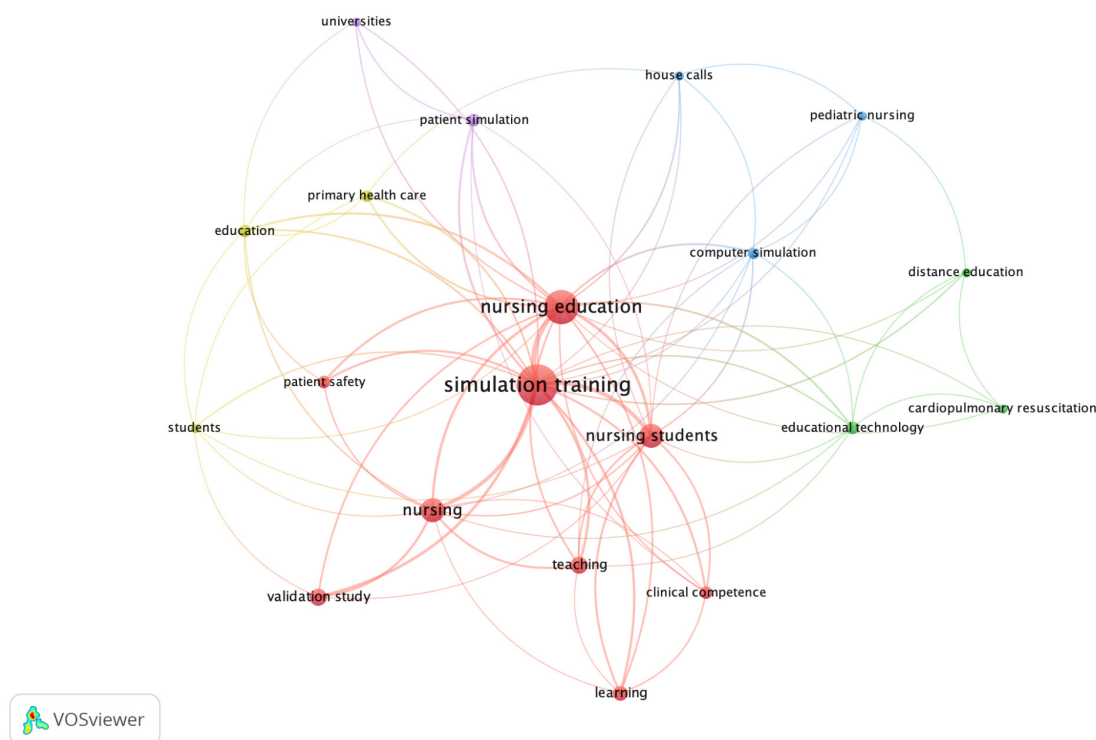 universities
house calls
pediatric nursing
patient simulation
primary health care
education
computer simulation
distance education
nursing education
patient safety
simulation training
cardiopulmonary resuscitation
students
educational technology
nursing students
nursing
teaching
clinical competence
validation study
learning
VOSviewer